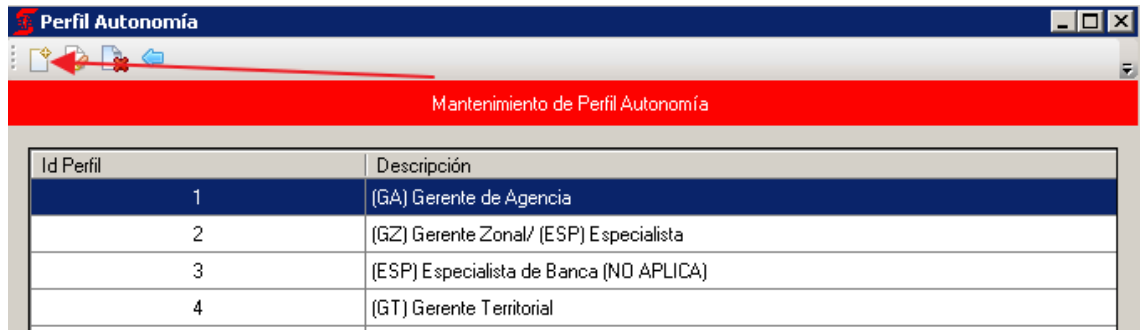 Perfil Autonomía
Mantenimiento de Perfil Autonomía
Id Perfil Descripción
1 (GA) Gerente de Agencia
2 (GZ) Gerente Zonal/ (ESP) Especialista
3 (ESP) Especialista de Banca (NO APLICA)
4 (GT) Gerente Territorial